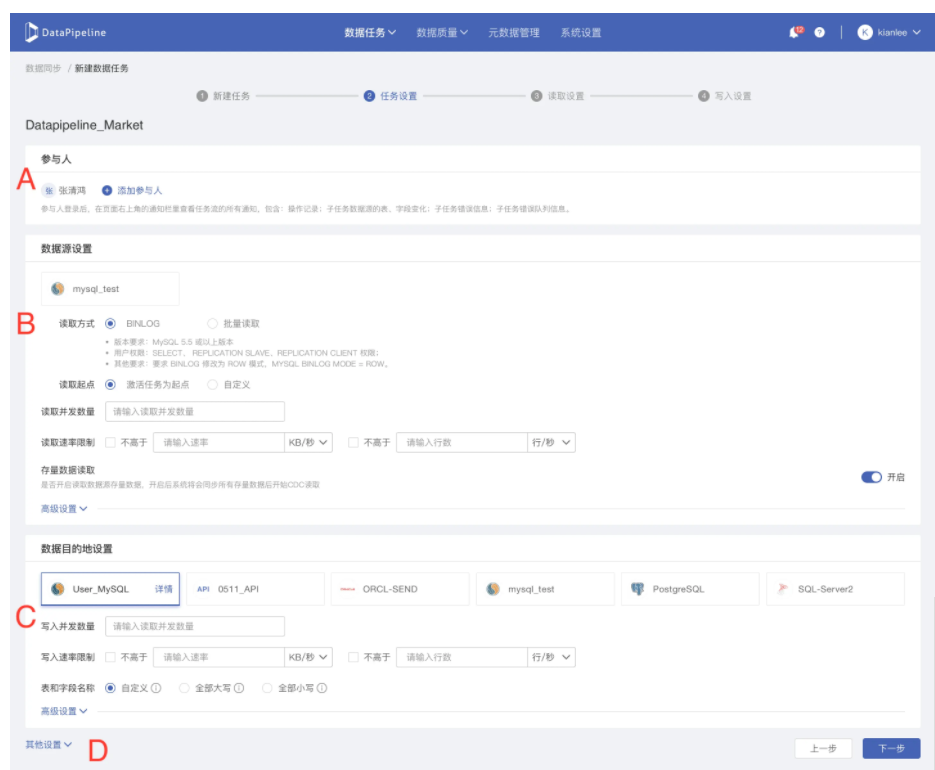 DataPipeline 数据任务 数据质量 元数据管理 系统设置 12 ? K kianlee
数据同步 / 新建数据任务
1 新建任务 2 任务设置 3 读取设置 4 写入设置
Datapipeline_Market
参与人
A
张 张清鸿 添加参与人
参与人登录后，在页面右上角的通知栏里查看任务流的所有通知，包含：操作记录；子任务数据源的表、字段变化；子任务错误信息；子任务错误队列信息。
数据源设置
mysql_test
B
读取方式 BINLOG 批量读取
• 版本要求：MySQL 5.5 或以上版本
• 用户权限：SELECT、 REPLICATION SLAVE、REPLICATION CLIENT 权限；
• 其他要求：要求 BINLOG 修改为 ROW 模式，MYSQL BINLOG MODE = ROW。
读取起点 激活任务为起点 自定义
读取并发数量 请输入读取并发数量
读取速率限制 不高于 请输入速率 KB/秒 不高于 请输入行数 行/秒
存量数据读取
是否开启读取数据源存量数据，开启后系统将会同步所有存量数据后开始CDC读取 开启
高级设置
数据目的地设置
User_MySQL 详情 API 0511_API ORCL-SEND mysql_test PostgreSQL SQL-Server2
C
写入并发数量 请输入读取并发数量
写入速率限制 不高于 请输入速率 KB/秒 不高于 请输入行数 行/秒
表和字段名称 自定义 全部大写 全部小写
高级设置
其他设置 D 上一步 下一步